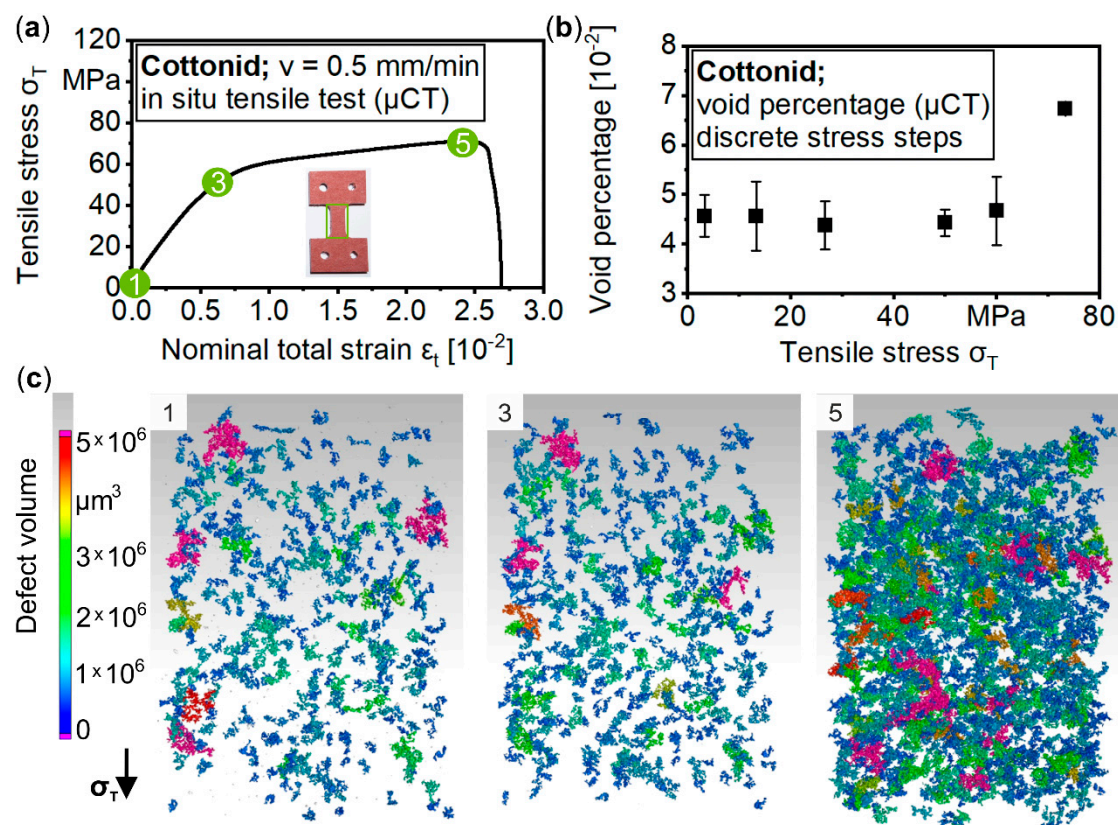 (a)
120
MPa
80
60
40
20
0
Tensile stress σT
Cottonid; v = 0.5 mm/min
in situ tensile test (µCT)
1
3
5
0.0 0.5 1.0 1.5 2.0 2.5 3.0
Nominal total strain εt [10⁻²]
(b)
8
7
6
5
4
3
Void percentage [10⁻²]
Cottonid;
void percentage (µCT)
discrete stress steps
0 20 40 MPa 80
Tensile stress σT
(c)
Defect volume
5 × 10⁶
µm³
3 × 10⁶
2 × 10⁶
1 × 10⁶
0
σT
1
3
5